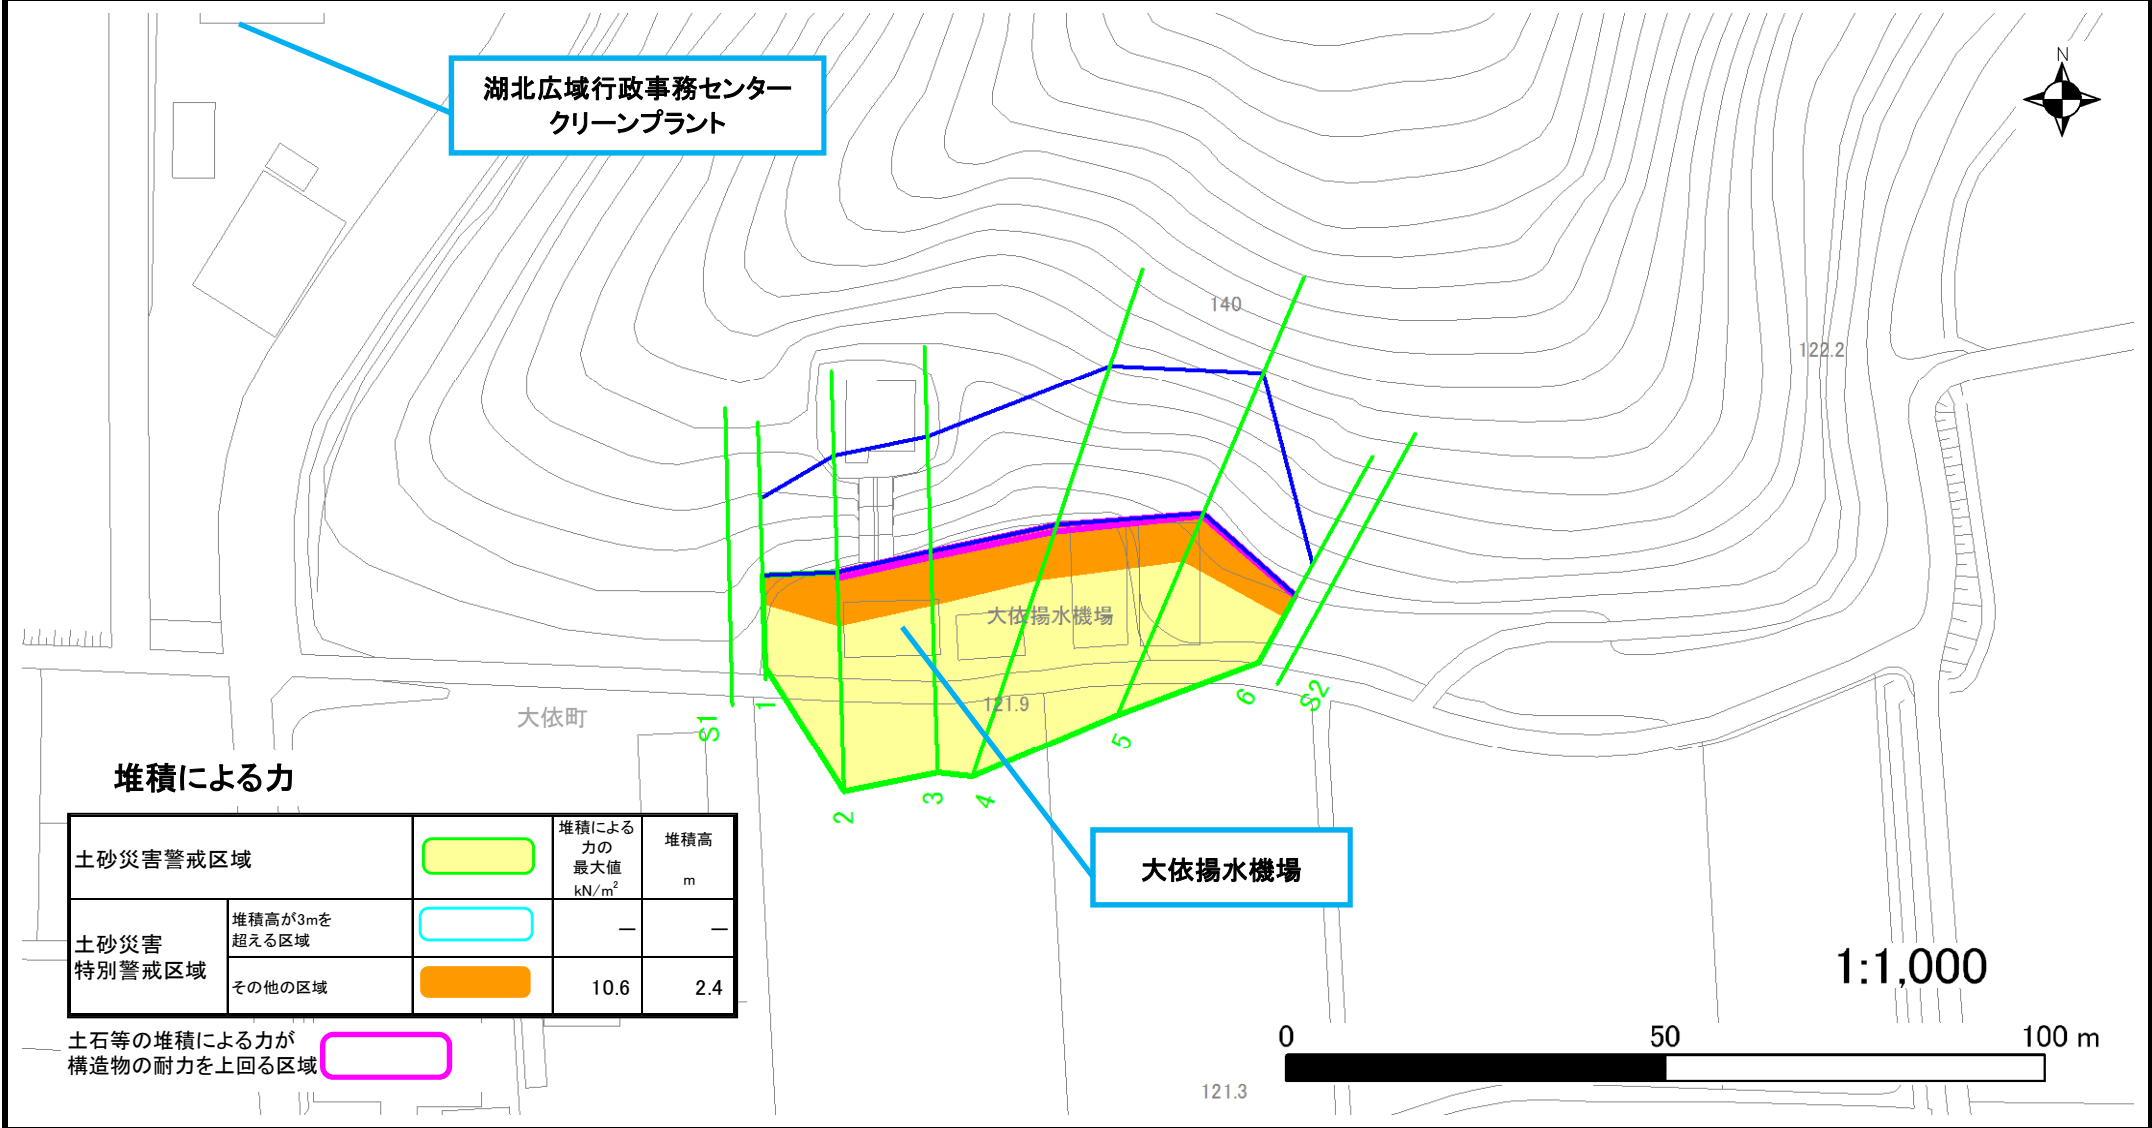 湖北広域行政事務センター
クリーンプラント
N
140
122.2
大依揚水機場
121.9
大依町
S1
1
2
3
4
5
6
S2
大依揚水機場
堆積による力
土砂災害警戒区域
堆積による
力の
最大値
kN/m²
堆積高
m
土砂災害
特別警戒区域
堆積高が3mを
超える区域
―
―
その他の区域
10.6
2.4
土石等の堆積による力が
構造物の耐力を上回る区域
1:1,000
0
50
100 m
121.3